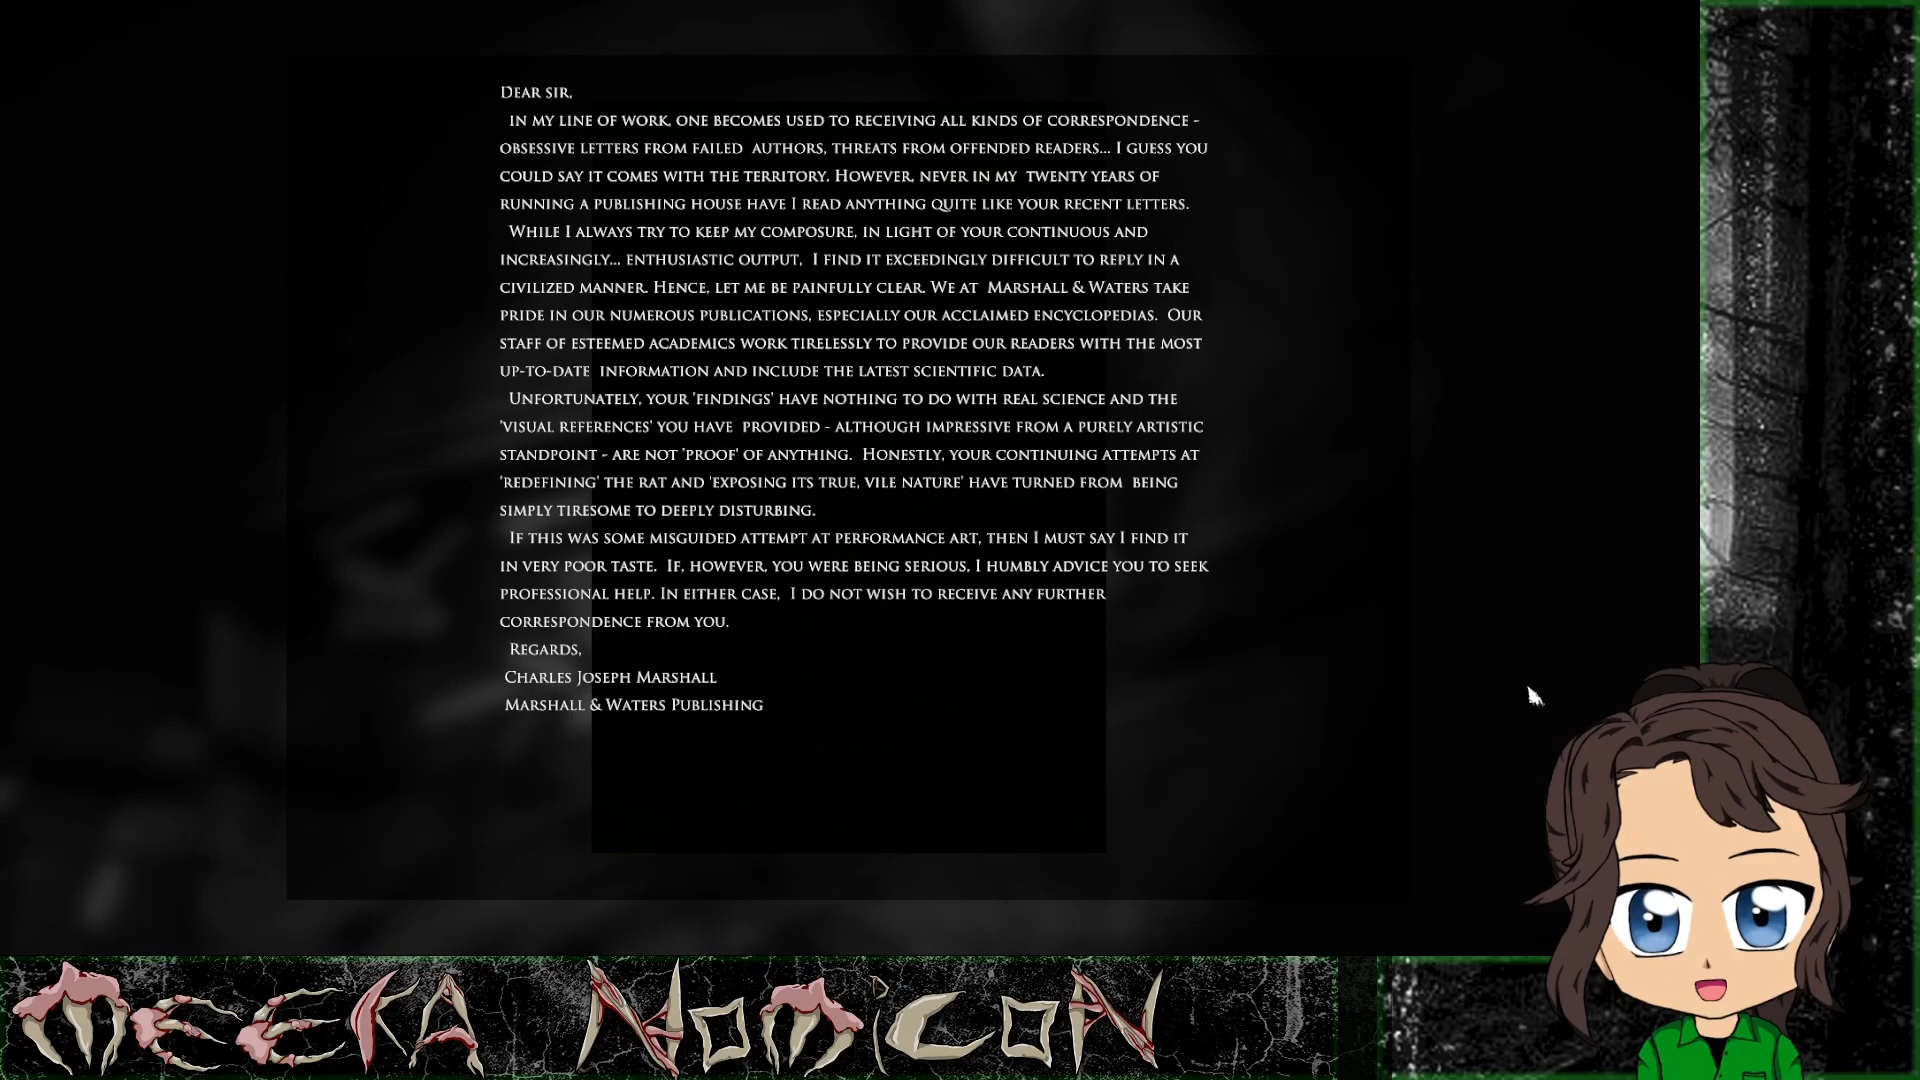 Dear sir,
in my line of work, one becomes used to receiving all kinds of correspondence -
obsessive letters from failed authors, threats from offended readers... I guess you
could say it comes with the territory. However, never in my twenty years of
running a publishing house have I read anything quite like your recent letters.
While I always try to keep my composure, in light of your continuous and
increasingly... enthusiastic output, I find it exceedingly difficult to reply in a
civilized manner. Hence, let me be painfully clear. We at Marshall & Waters take
pride in our numerous publications, especially our acclaimed encyclopedias. Our
staff of esteemed academics work tirelessly to provide our readers with the most
up-to-date information and include the latest scientific data.
Unfortunately, your 'findings' have nothing to do with real science and the
'visual references' you have provided - although impressive from a purely artistic
standpoint - are not 'proof' of anything. Honestly, your continuing attempts at
'redefining' the rat and 'exposing its true, vile nature' have turned from being
simply tiresome to deeply disturbing.
If this was some misguided attempt at performance art, then I must say I find it
in very poor taste. If, however, you were being serious, I humbly advice you to seek
professional help. In either case, I do not wish to receive any further
correspondence from you.
Regards,
Charles Joseph Marshall
Marshall & Waters Publishing
MEEKA NOMICON